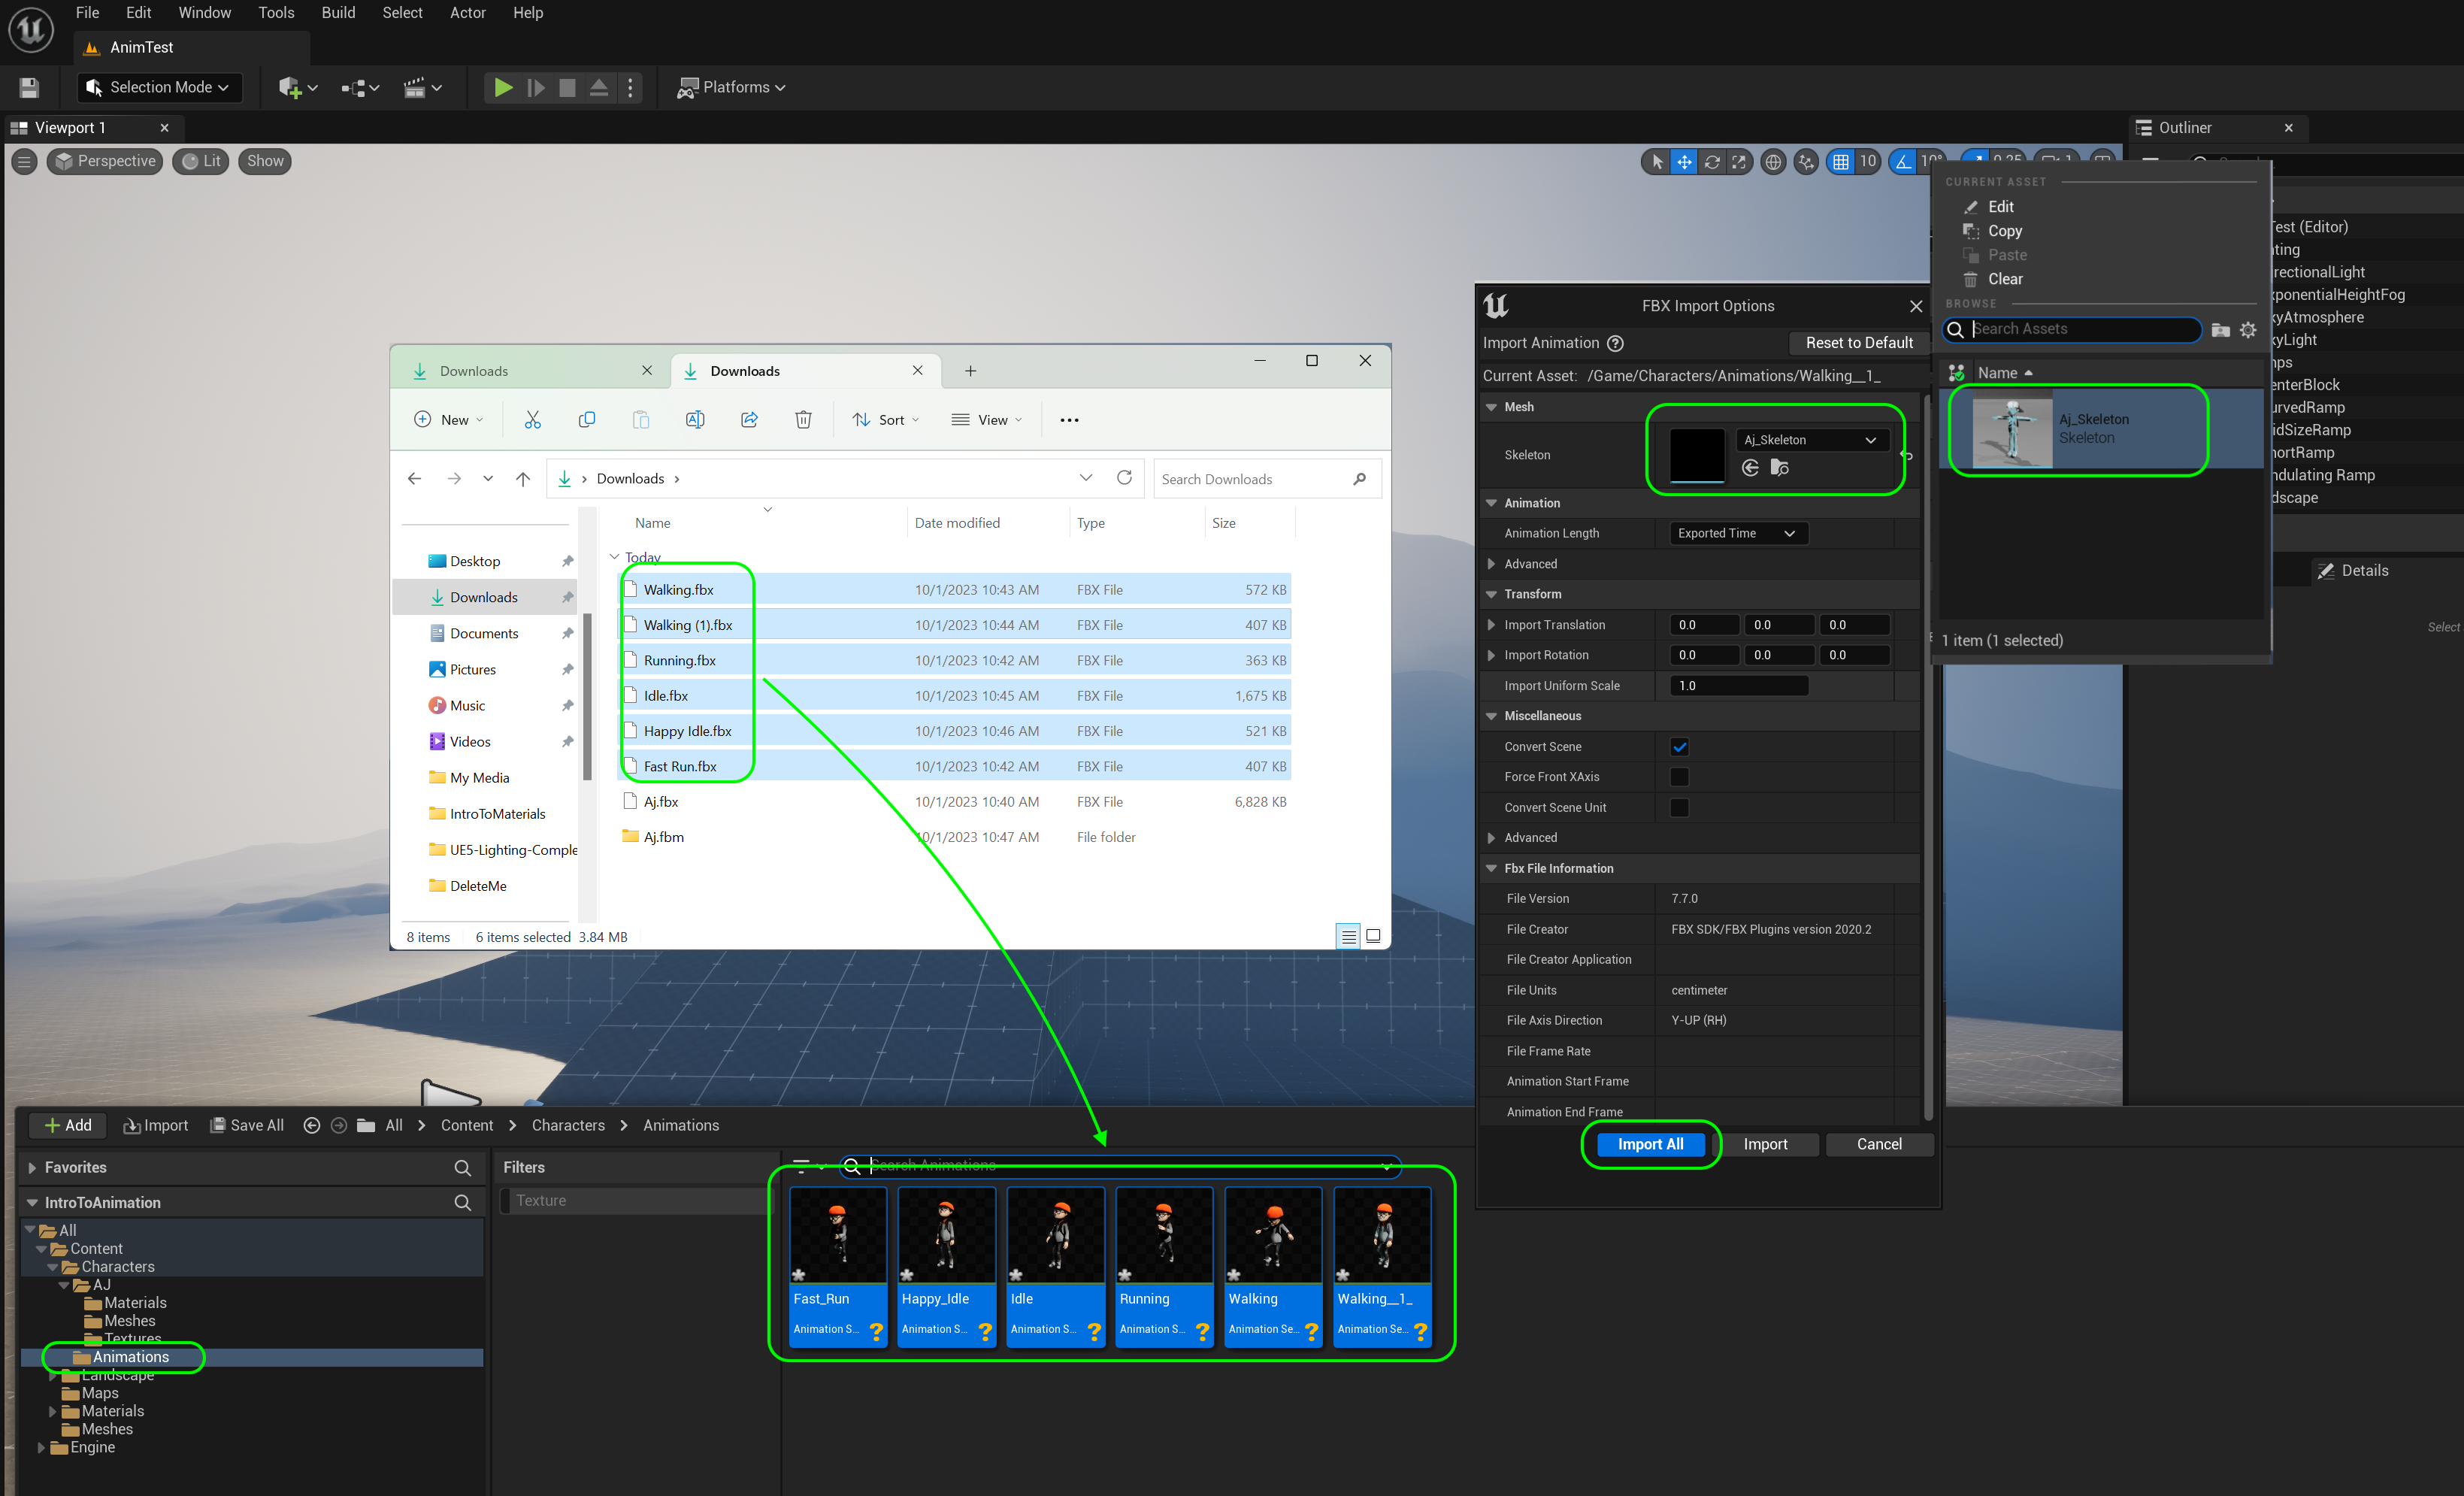 File Edit Window Tools Build Select Actor Help
AnimTest
Selection Mode
Platforms
Viewport 1
Outliner
Perspective Lit Show
10 10° 0.25 1
CURRENT ASSET
Edit
Copy
Paste
Clear
BROWSE
Search Assets
Name
Aj_Skeleton
Skeleton
1 item (1 selected)
Test (Editor)
ting
rectionalLight
xponentialHeightFog
kyAtmosphere
kyLight
mps
enterBlock
urvedRamp
idSizeRamp
hortRamp
ndulating Ramp
dscape
Details
Select
Downloads
Downloads
New
Sort
View
Downloads
Search Downloads
Name Date modified Type Size
Desktop
Downloads
Documents
Pictures
Music
Videos
My Media
IntroToMaterials
UE5-Lighting-Comple
DeleteMe
Today
Walking.fbx 10/1/2023 10:43 AM FBX File 572 KB
Walking (1).fbx 10/1/2023 10:44 AM FBX File 407 KB
Running.fbx 10/1/2023 10:42 AM FBX File 363 KB
Idle.fbx 10/1/2023 10:45 AM FBX File 1,675 KB
Happy Idle.fbx 10/1/2023 10:46 AM FBX File 521 KB
Fast Run.fbx 10/1/2023 10:42 AM FBX File 407 KB
Aj.fbx 10/1/2023 10:40 AM FBX File 6,828 KB
Aj.fbm 10/1/2023 10:47 AM File folder
8 items 6 items selected 3.84 MB
FBX Import Options
Import Animation
Reset to Default
Current Asset: /Game/Characters/Animations/Walking__1_
Mesh
Skeleton
Aj_Skeleton
Animation
Animation Length Exported Time
Advanced
Transform
Import Translation 0.0 0.0 0.0
Import Rotation 0.0 0.0 0.0
Import Uniform Scale 1.0
Miscellaneous
Convert Scene
Force Front XAxis
Convert Scene Unit
Advanced
Fbx File Information
File Version 7.7.0
File Creator FBX SDK/FBX Plugins version 2020.2
File Creator Application
File Units centimeter
File Axis Direction Y-UP (RH)
File Frame Rate
Animation Start Frame
Animation End Frame
Import All Import Cancel
Add Import Save All All Content Characters Animations
Favorites
IntroToAnimation
All
Content
Characters
AJ
Materials
Meshes
Textures
Animations
Landscape
Maps
Materials
Meshes
Engine
Filters
Texture
Search Animations
Fast_Run
Animation S...
Happy_Idle
Animation S...
Idle
Animation S...
Running
Animation S...
Walking
Animation Se...
Walking__1_
Animation Se...